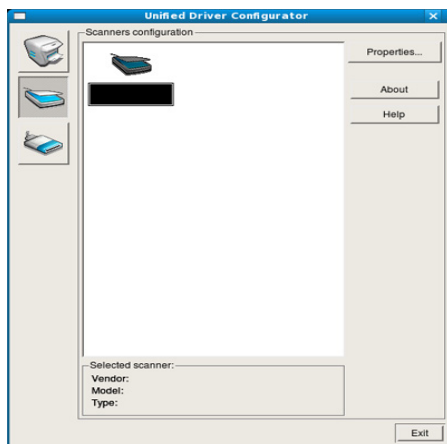 Unified Driver Configurator
Scanners configuration
Properties...
About
Help
Selected scanner:
Vendor:
Model:
Type:
Exit